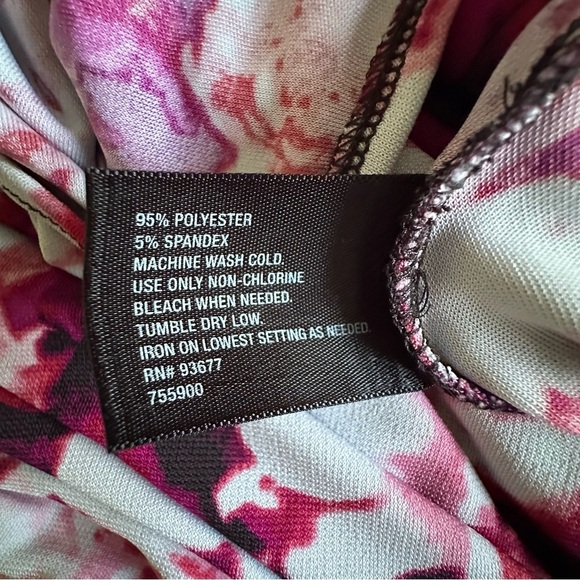 95% POLYESTER
5% SPANDEX
MACHINE WASH COLD.
USE ONLY NON-CHLORINE
BLEACH WHEN NEEDED.
TUMBLE DRY LOW.
IRON ON LOWEST SETTING AS NEEDED.
RN# 93677
755900